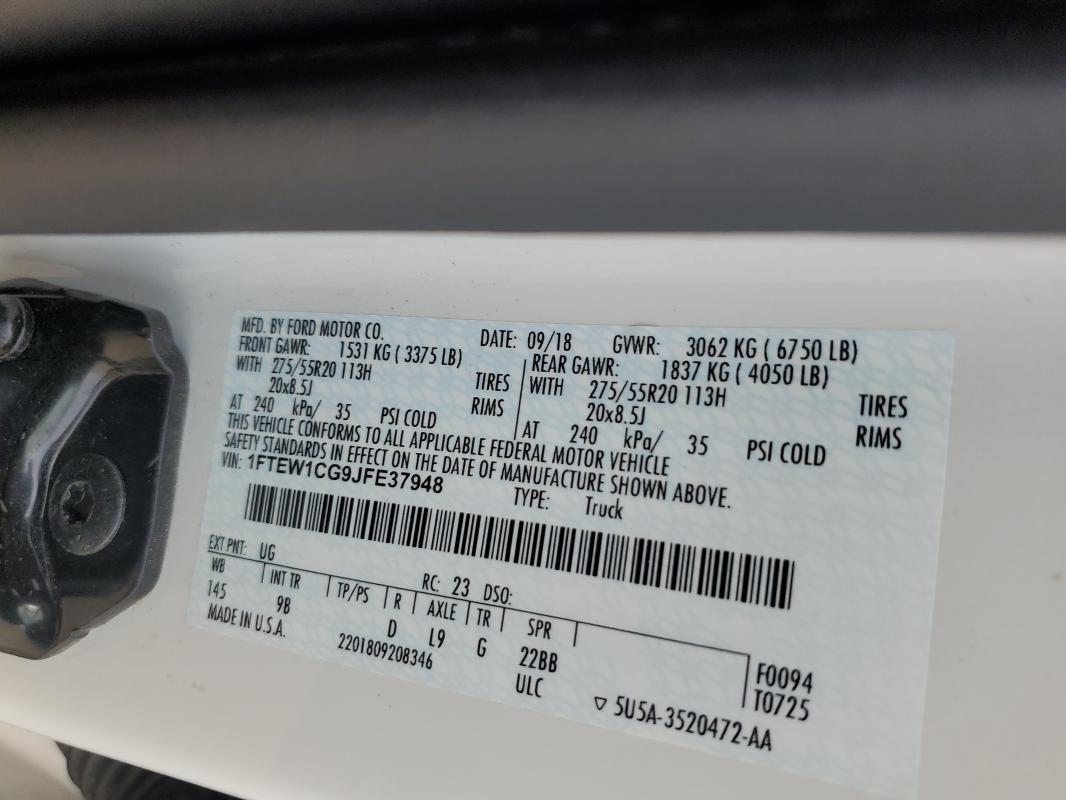 MFD. BY FORD MOTOR CO. DATE: 09/18 GVWR: 3062 KG ( 6750 LB)
FRONT GAWR: 1531 KG ( 3375 LB) REAR GAWR: 1837 KG ( 4050 LB)
WITH 275/55R20 113H TIRES WITH 275/55R20 113H TIRES
20x8.5J RIMS 20x8.5J RIMS
AT 240 kPa/ 35 PSI COLD AT 240 kPa/ 35 PSI COLD
THIS VEHICLE CONFORMS TO ALL APPLICABLE FEDERAL MOTOR VEHICLE
SAFETY STANDARDS IN EFFECT ON THE DATE OF MANUFACTURE SHOWN ABOVE.
VIN: 1FTEW1CG9JFE37948 TYPE: Truck
EXT PNT: UG RC: 23 DSO:
WB INT TR TP/PS R AXLE TR SPR
145 9B D L9 G 22BB F0094
MADE IN U.S.A. 2201809208346 ULC T0725
▽ 5U5A-3520472-AA